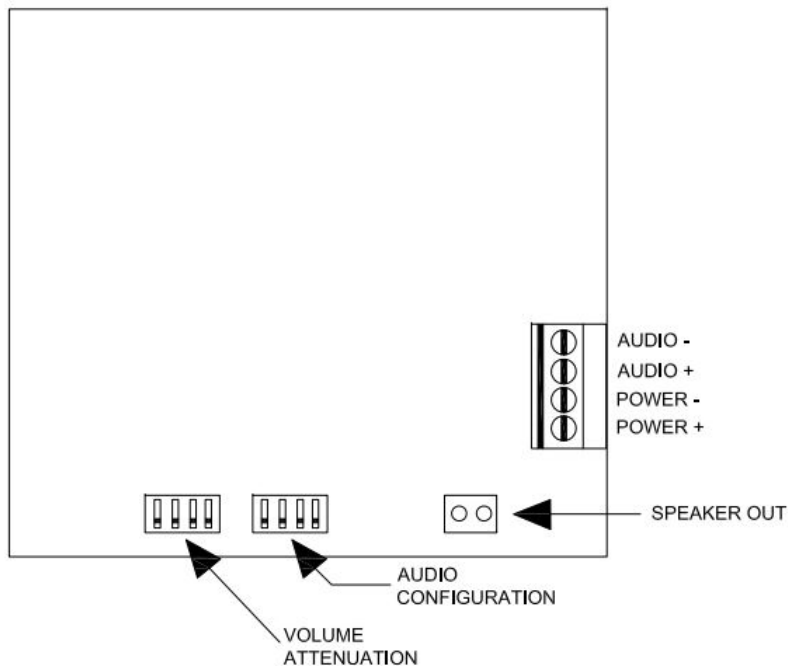 AUDIO -
AUDIO +
POWER -
POWER +
SPEAKER OUT
AUDIO
CONFIGURATION
VOLUME
ATTENUATION